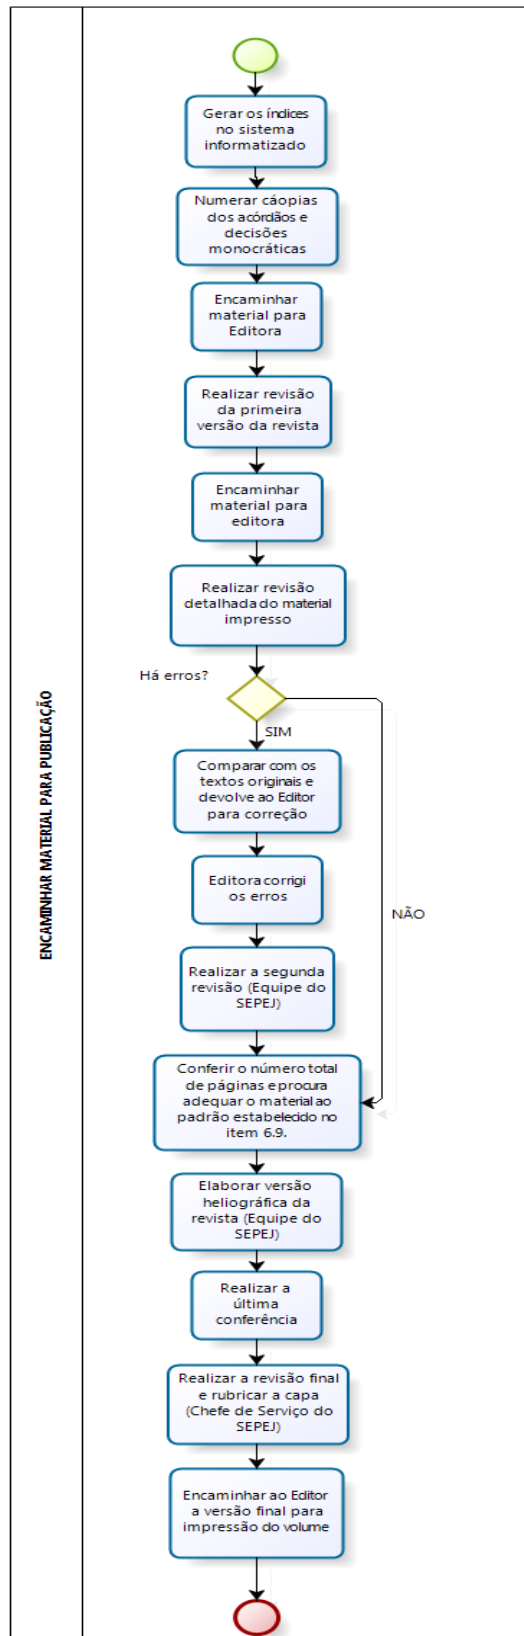 ENCAMINHAR MATERIAL PARA PUBLICAÇÃO
Gerar os índices
no sistema
informatizado
Numerar cáopias
dos acórdãos e
decisões
monocráticas
Encaminhar
material para
Editora
Realizar revisão
da primeira
versão da revista
Encaminhar
material para
editora
Realizar revisão
detalhada do material
impresso
Há erros?
SIM
Comparar com os
textos originais e
devolve ao Editor
para correção
Editora corrigi
os erros
NÃO
Realizar a segunda
revisão (Equipe do
SEPEJ)
Conferir o número total
de páginas e procura
adequar o material ao
padrão estabelecido no
item 6.9.
Elaborar versão
heliográfica da
revista (Equipe do
SEPEJ)
Realizar a
última
conferência
Realizar a revisão final
e rubricar a capa
(Chefe de Serviço do
SEPEJ)
Encaminhar ao Editor
a versão final para
impressão do volume